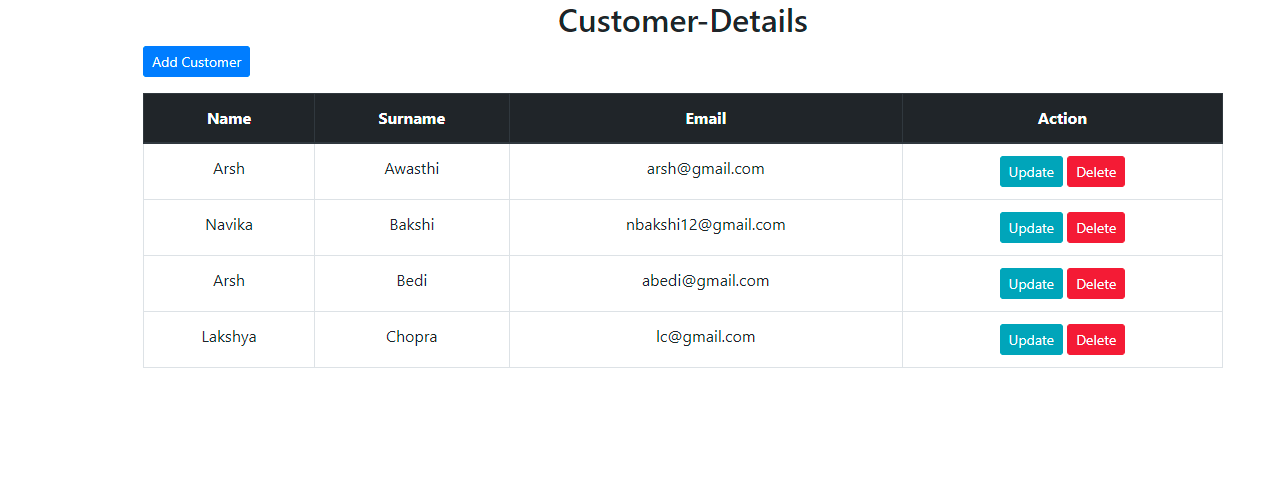 Customer-Details
Add Customer
Name Surname Email Action
Arsh Awasthi arsh@gmail.com Update Delete
Navika Bakshi nbakshi12@gmail.com Update Delete
Arsh Bedi abedi@gmail.com Update Delete
Lakshya Chopra lc@gmail.com Update Delete